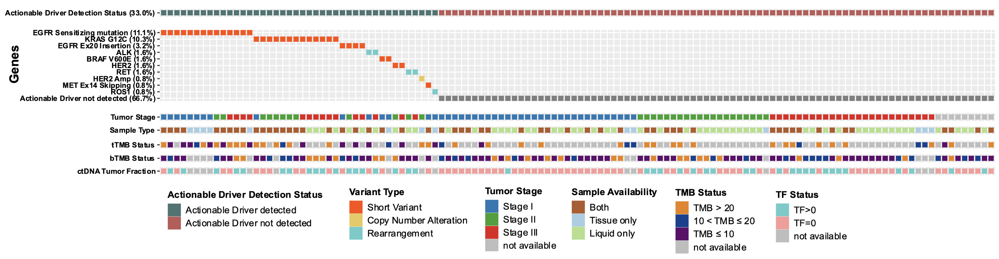 Actionable Driver Detection Status (33.0%)
Genes
EGFR Sensitizing mutation (11.1%)
KRAS G12C (10.3%)
EGFR Ex20 Insertion (3.2%)
ALK (1.6%)
BRAF V600E (1.6%)
HER2 (1.6%)
RET (1.6%)
HER2 Amp (0.8%)
MET Ex14 Skipping (0.8%)
ROS1 (0.8%)
Actionable Driver not detected (66.7%)
Tumor Stage
Sample Type
tTMB Status
bTMB Status
ctDNA Tumor Fraction
Actionable Driver Detection Status
Actionable Driver detected
Actionable Driver not detected
Variant Type
Short Variant
Copy Number Alteration
Rearrangement
Tumor Stage
Stage I
Stage II
Stage III
not available
Sample Availability
Both
Tissue only
Liquid only
TMB Status
TMB > 20
10 < TMB ≤ 20
TMB ≤ 10
not available
TF Status
TF>0
TF=0
not available